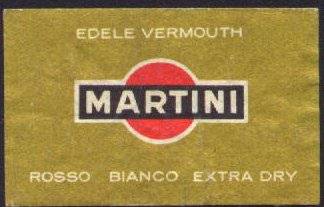 EDELE VERMOUTH
MARTINI
ROSSO BIANCO EXTRA DRY